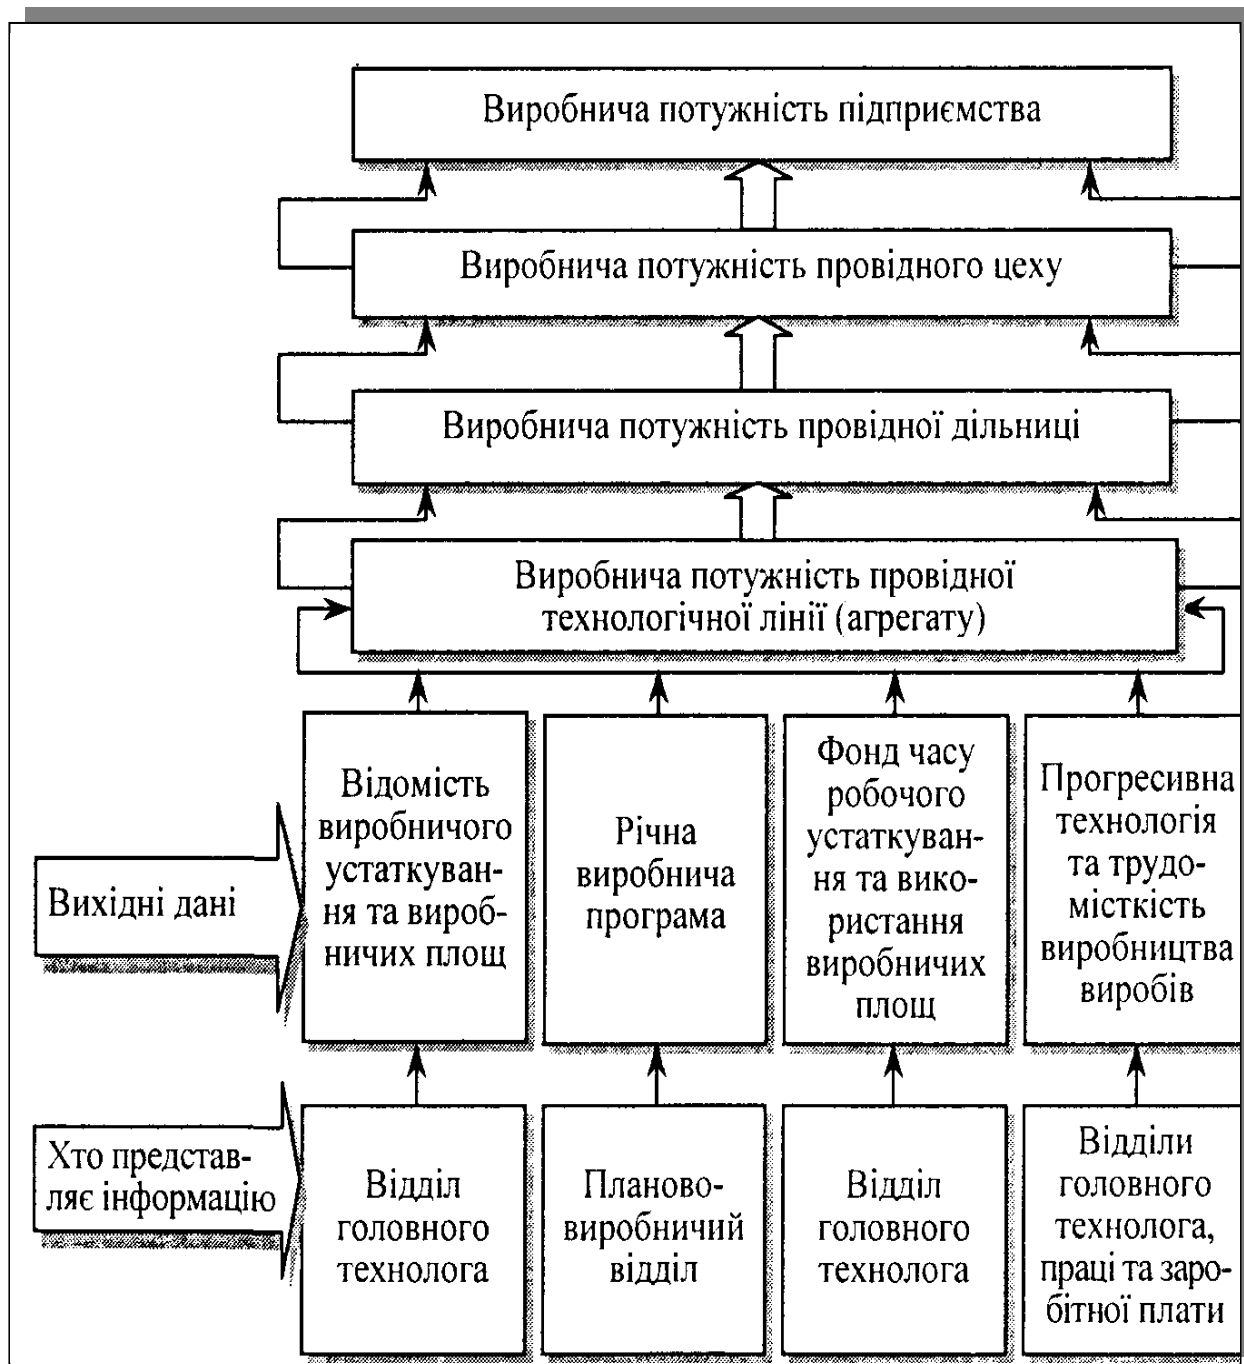 Виробнича потужність підприємства
Виробнича потужність провідного цеху
Виробнича потужність провідної дільниці
Виробнича потужність провідної
технологічної лінії (агрегату)
Вихідні дані
Відомість
виробничого
устаткуван-
ня та вироб-
ничих площ
Річна
виробнича
програма
Фонд часу
робочого
устаткуван-
ня та вико-
ристання
виробничих
площ
Прогресивна
технологія
та трудо-
місткість
виробництва
виробів
Хто представ-
ляє інформацію
Відділ
головного
технолога
Планово-
виробничий
відділ
Відділ
головного
технолога
Відділи
головного
технолога,
праці та заро-
бітної плати